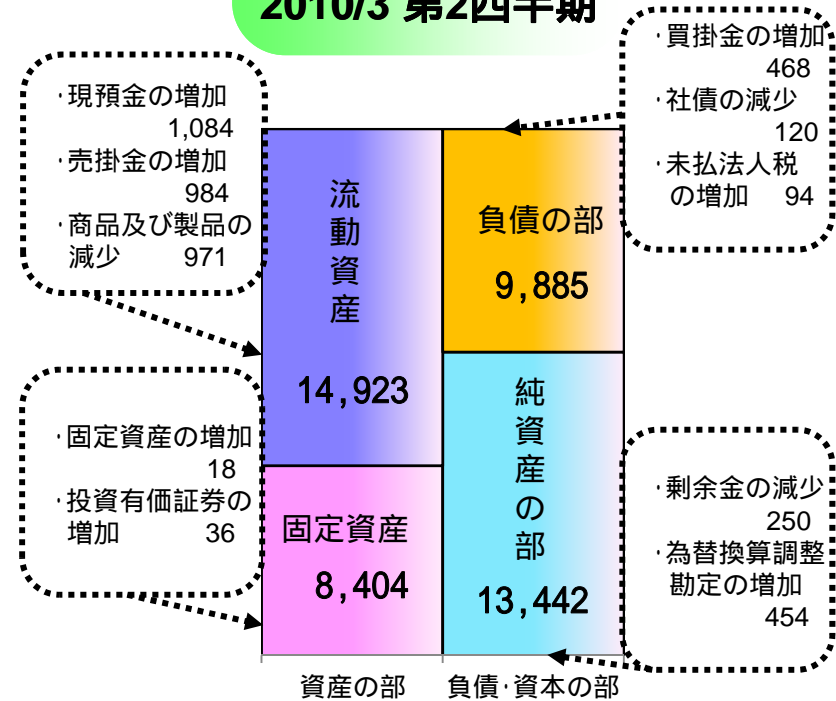 2010/3 第2四半期
·現預金の増加
1,084
·売掛金の増加
984
·商品及び製品の
減少 971
·固定資産の増加
18
·投資有価証券の
増加 36
流動資産
14,923
固定資産
8,404
負債の部
9,885
純資産の部
13,442
·買掛金の増加
468
·社債の減少
120
·未払法人税
の増加 94
·剰余金の減少
250
·為替換算調整
勘定の増加
454
資産の部
負債·資本の部